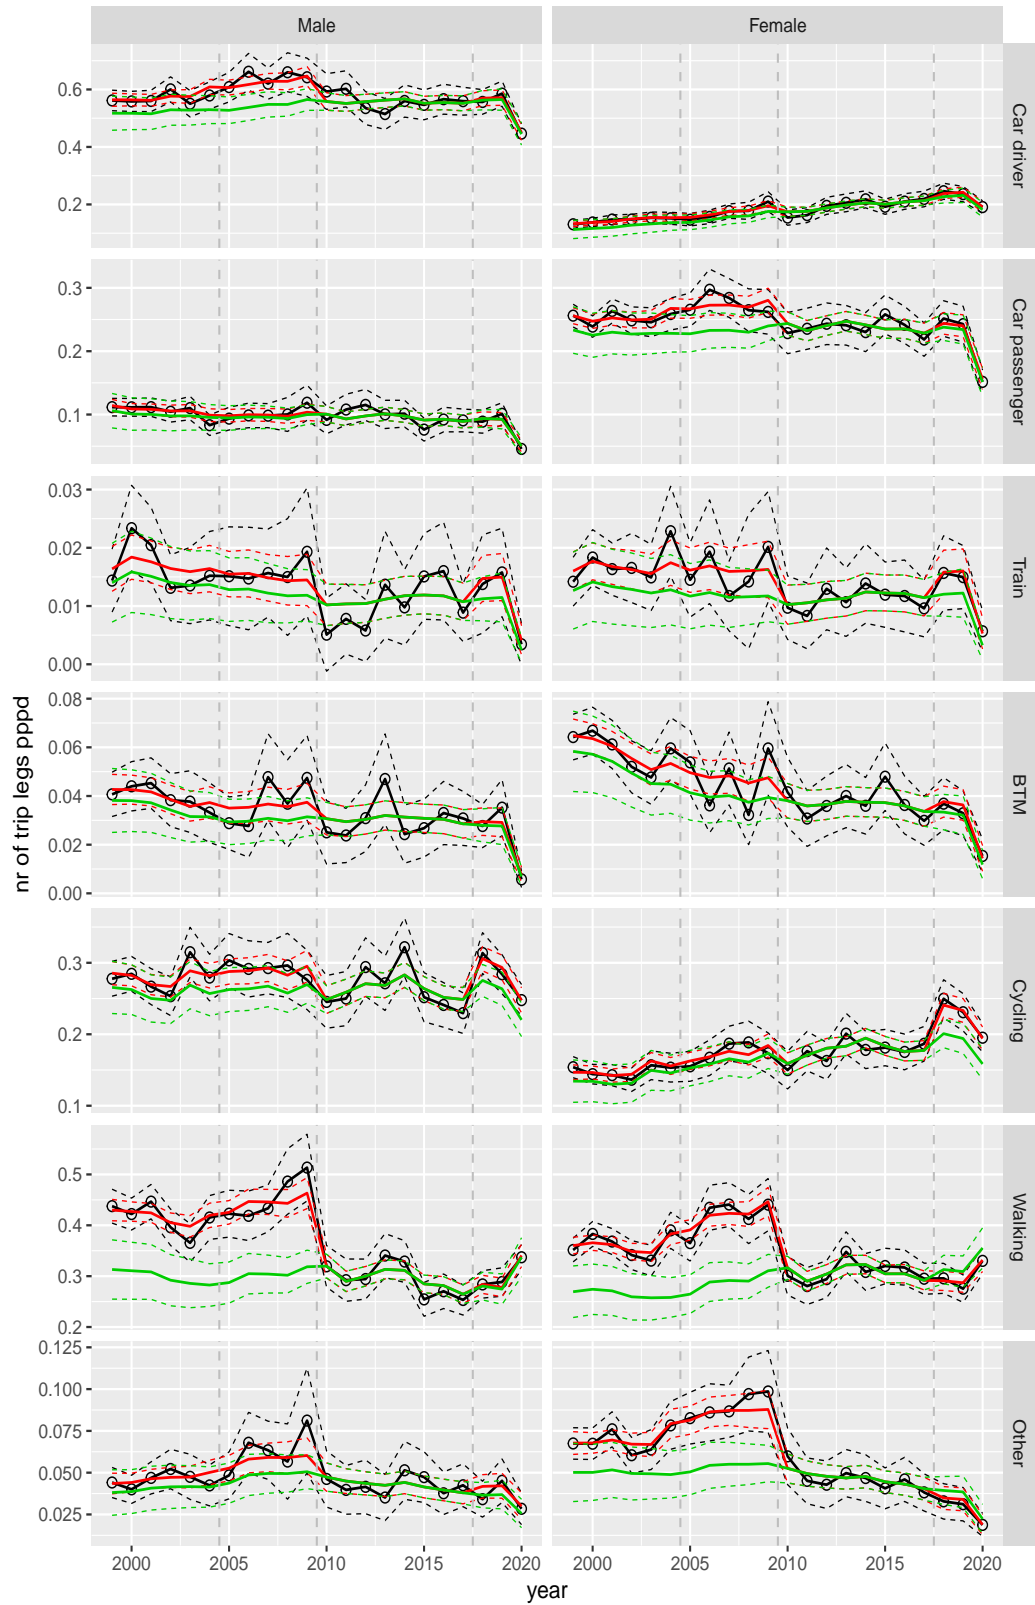 Male Female
0.6
0.4
0.2
Car driver
0.3
0.2
0.1
Car passenger
0.03
0.02
0.01
0.00
Train
0.08
0.06
0.04
0.02
0.00
BTM
0.3
0.2
0.1
Cycling
0.5
0.4
0.3
0.2
Walking
0.125
0.100
0.075
0.050
0.025
Other
nr of trip legs pppd
2000 2005 2010 2015 2020 2000 2005 2010 2015 2020
year